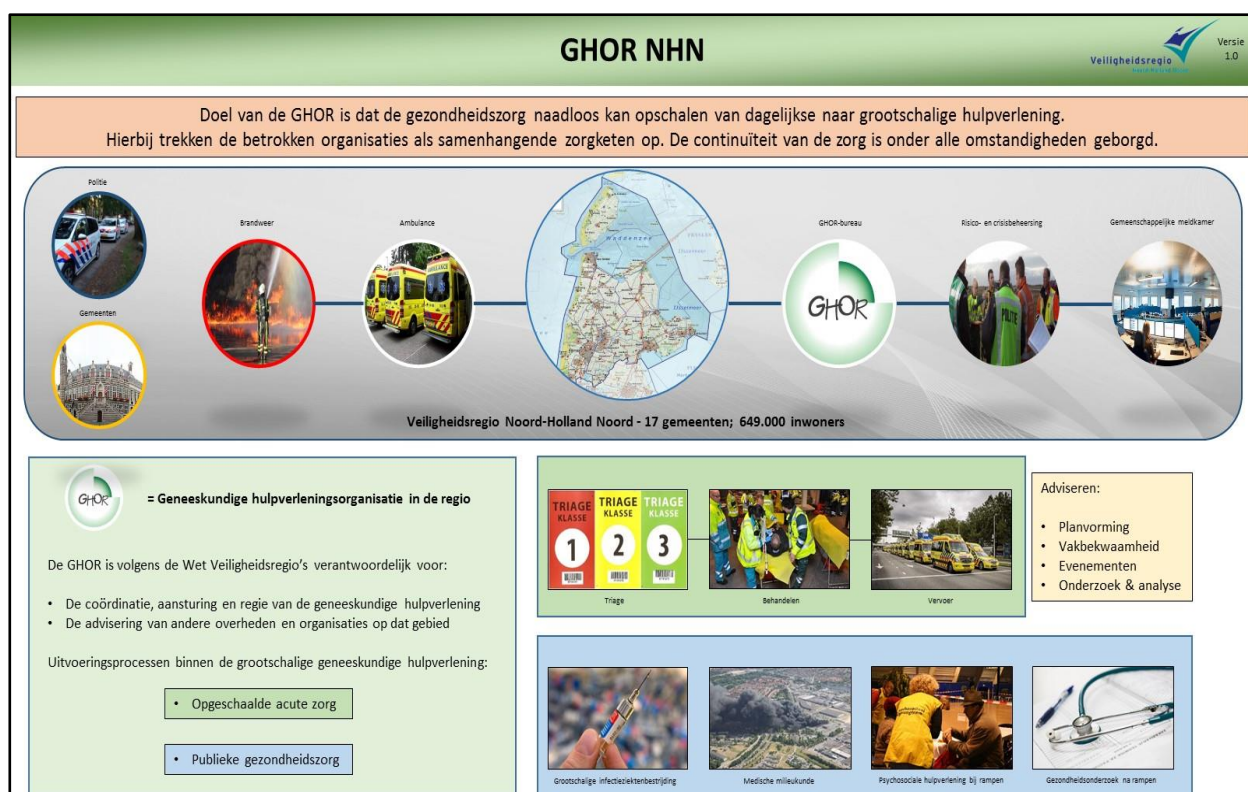 GHOR NHN
Veiligheidsregio
Versie
1.0
Doel van de GHOR is dat de gezondheidszorg naadloos kan opschalen van dagelijkse naar grootschalige hulpverlening.
Hierbij trekken de betrokken organisaties als samenhangende zorgketen op. De continuïteit van de zorg is onder alle omstandigheden geborgd.
Politie
Brandweer
Ambulance
GHOR-bureau
Risico- en crisisbeheersing
Gemeenschappelijke meldkamer
AMBULANCE
Waddenzee
GHOR
POLITIE
Gemeenten
Veiligheidsregio Noord-Holland Noord - 17 gemeenten; 649.000 inwoners
GHOR
= Geneeskundige hulpverleningsorganisatie in de regio
De GHOR is volgens de Wet Veiligheidsregio's verantwoordelijk voor:
• De coördinatie, aansturing en regie van de geneeskundige hulpverlening
• De advisering van andere overheden en organisaties op dat gebied
Uitvoeringsprocessen binnen de grootschalige geneeskundige hulpverlening:
• Opgeschaalde acute zorg
• Publieke gezondheidszorg
TRIAGE
KLASSE
1
TRIAGE
KLASSE
2
TRIAGE
KLASSE
3
Triage
Behandelen
Vervoer
Adviseren:
• Planvorming
• Vakbekwaamheid
• Evenementen
• Onderzoek & analyse
Grootschalige infectieziektenbestrijding
Medische milieukunde
Psychosociale hulpverlening bij rampen
Gezondheidsonderzoek na rampen